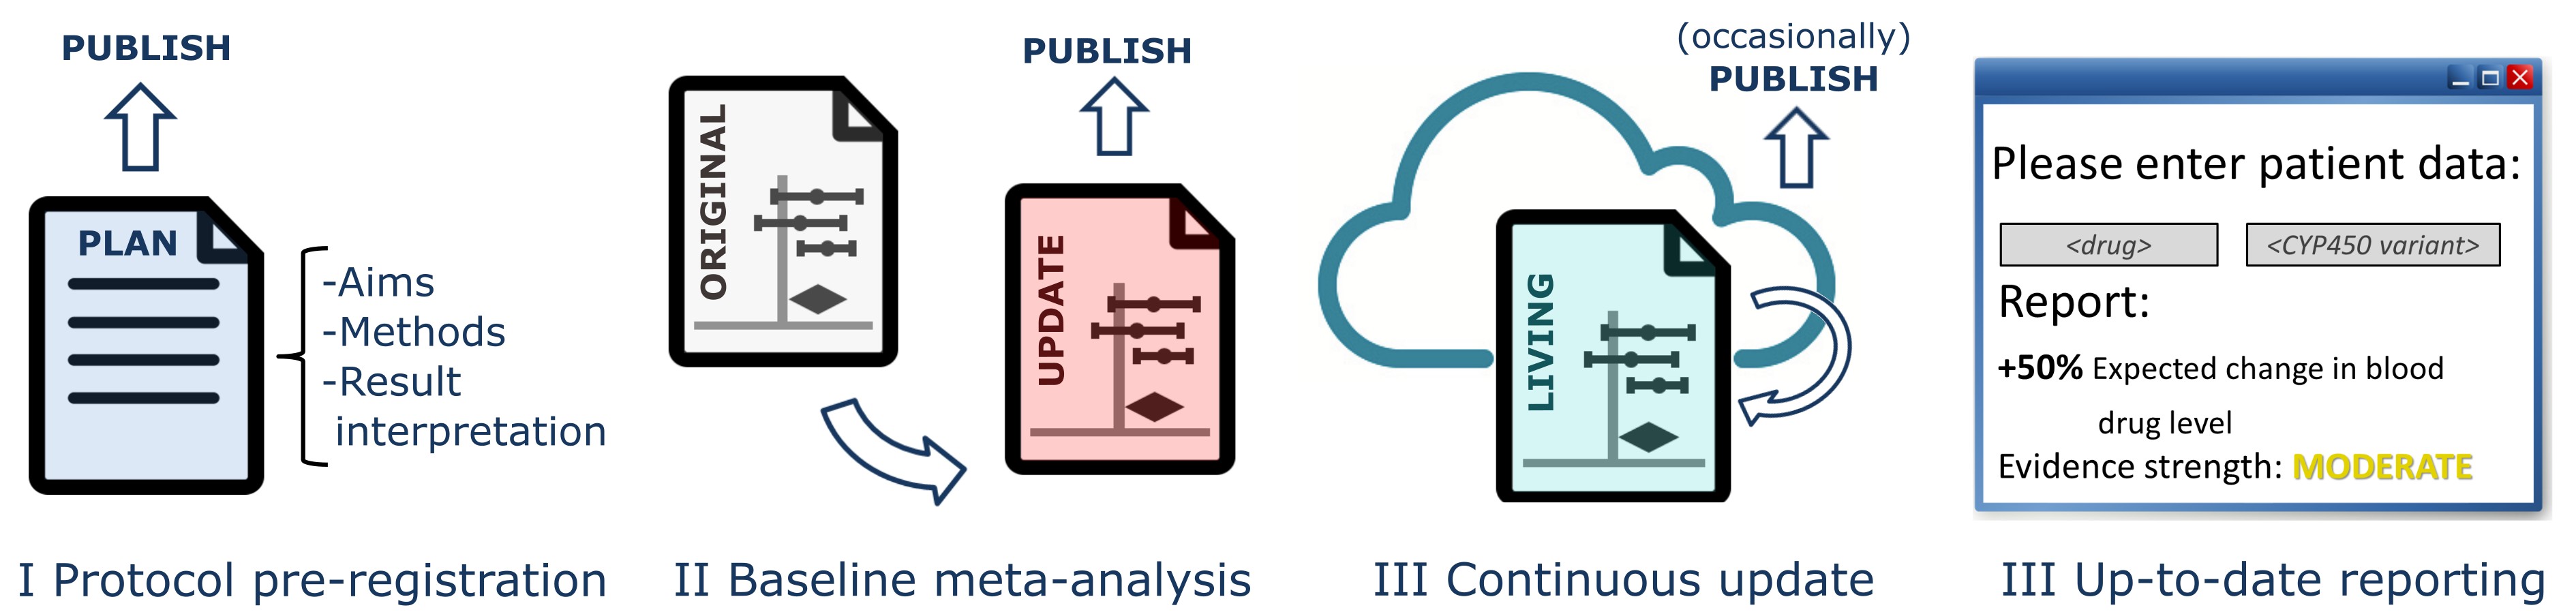 PUBLISH
PLAN
-Aims
-Methods
-Result
interpretation
I Protocol pre-registration
ORIGINAL
PUBLISH
UPDATE
II Baseline meta-analysis
(occasionally)
PUBLISH
LIVING
III Continuous update
Please enter patient data:
<drug> <CYP450 variant>
Report:
+50% Expected change in blood
drug level
Evidence strength: MODERATE
III Up-to-date reporting